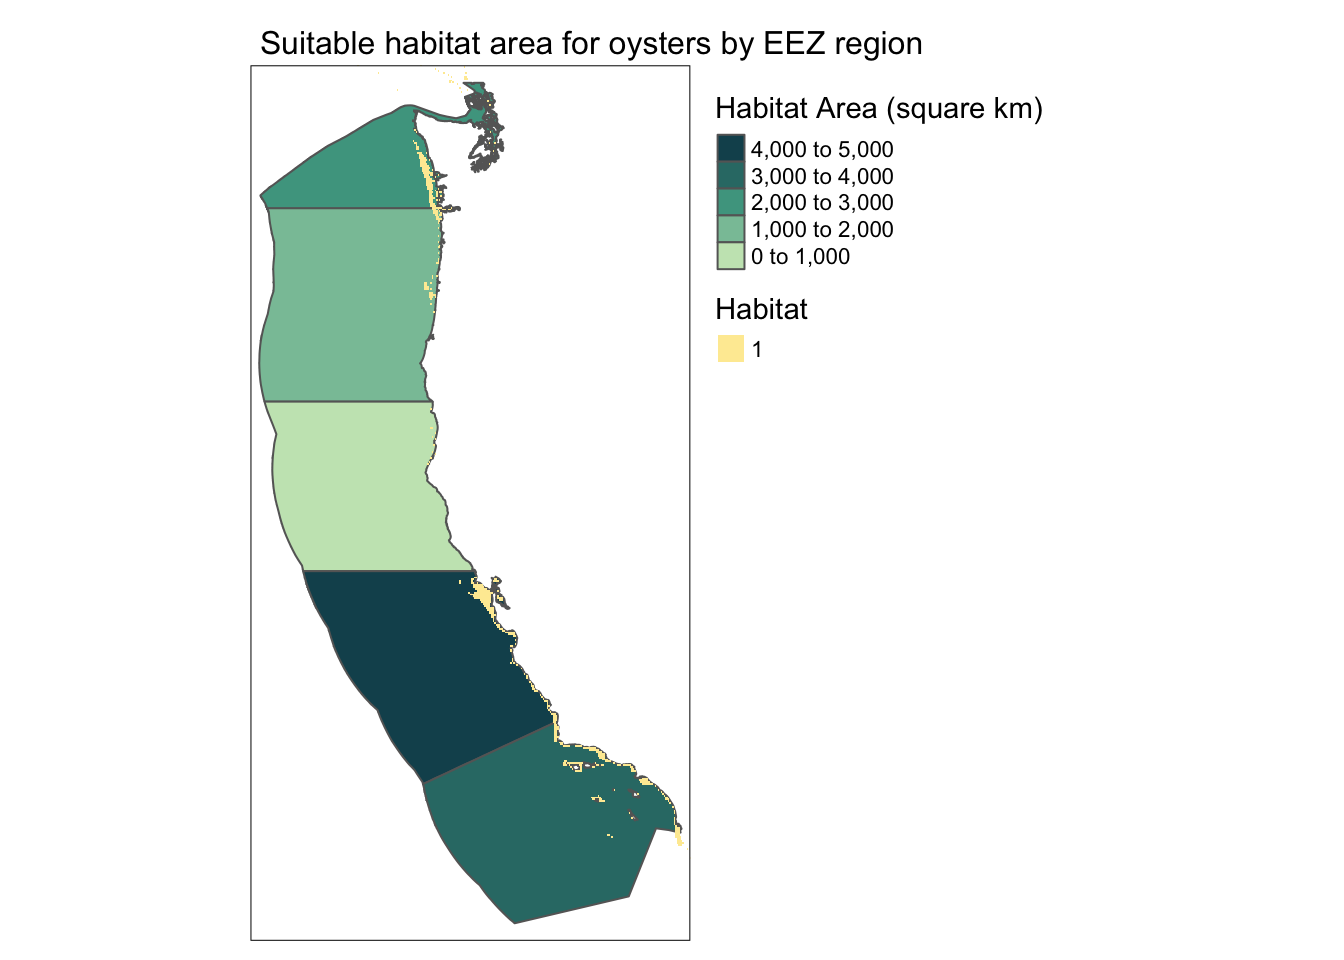 Suitable habitat area for oysters by EEZ region
Habitat Area (square km)
4,000 to 5,000
3,000 to 4,000
2,000 to 3,000
1,000 to 2,000
0 to 1,000
Habitat
1